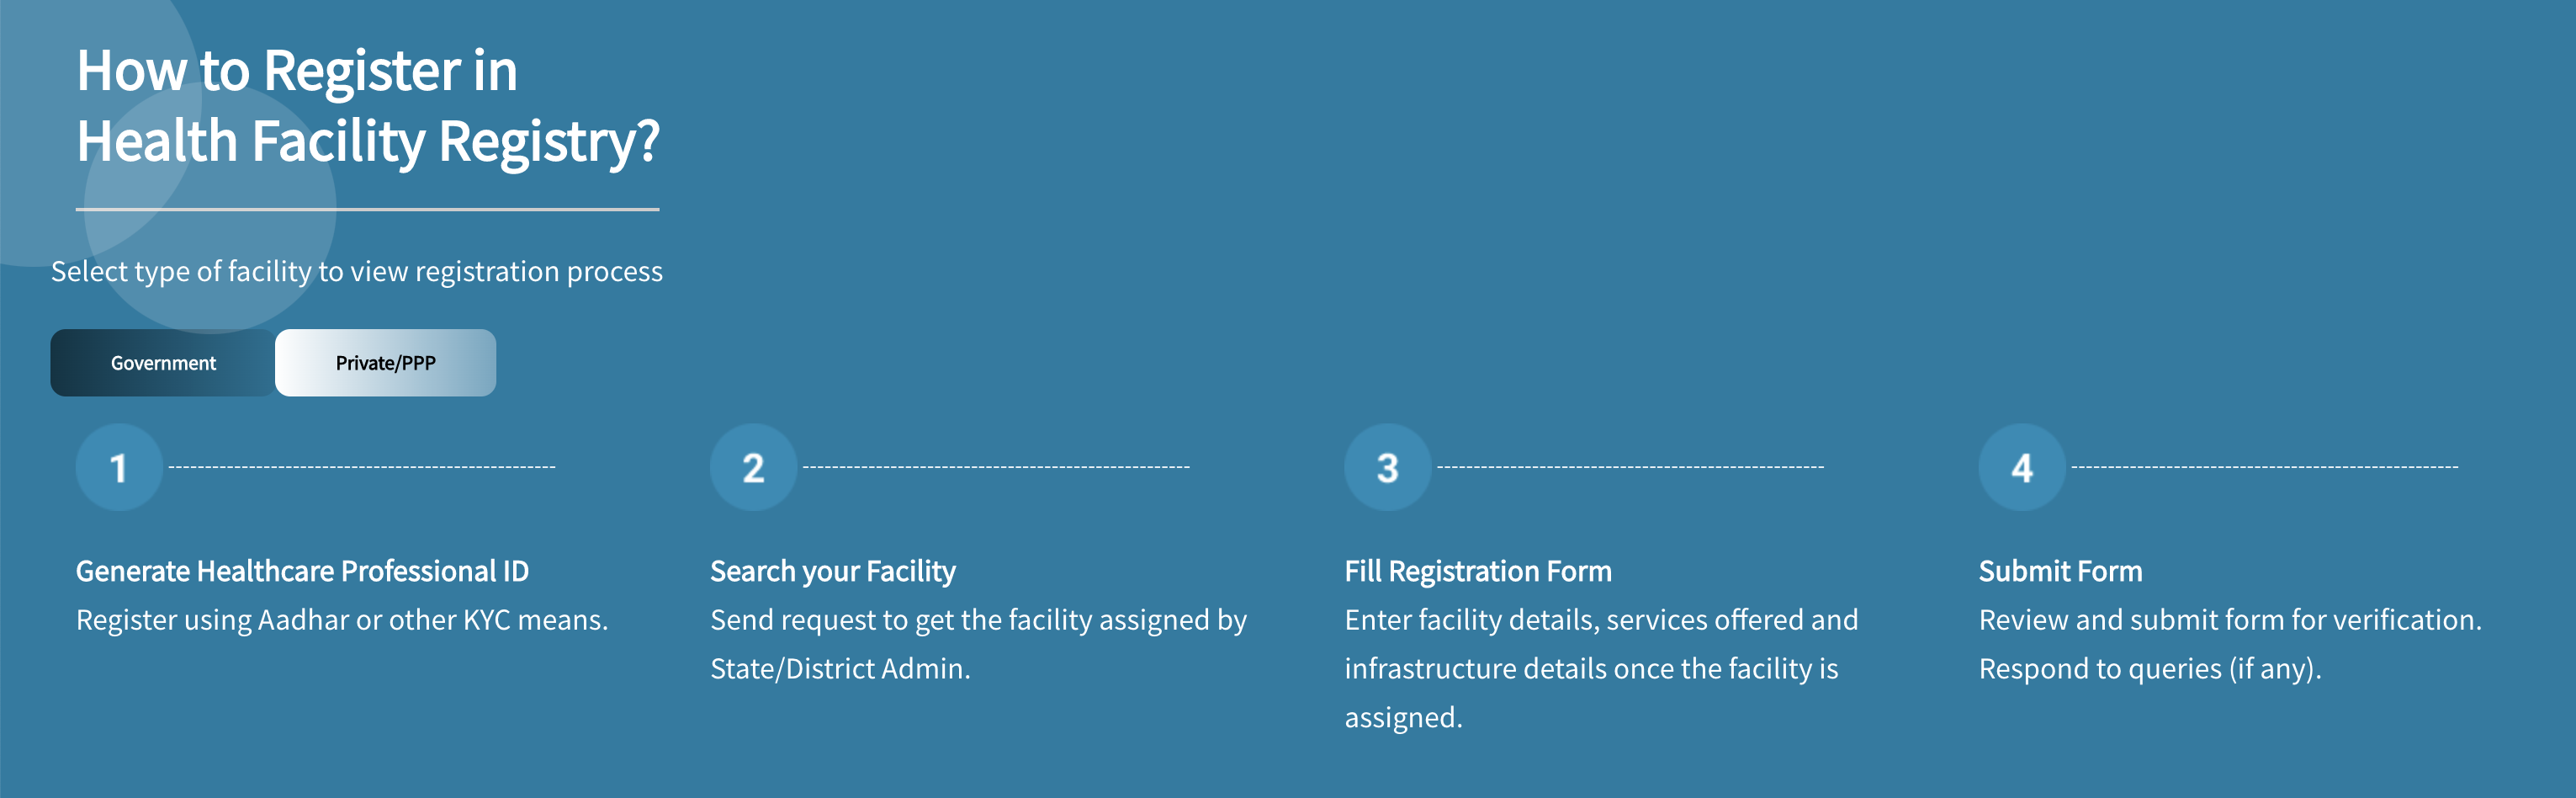 How to Register in
Health Facility Registry?
Select type of facility to view registration process
Government
Private/PPP
1
Generate Healthcare Professional ID
Register using Aadhar or other KYC means.
2
Search your Facility
Send request to get the facility assigned by
State/District Admin.
3
Fill Registration Form
Enter facility details, services offered and
infrastructure details once the facility is
assigned.
4
Submit Form
Review and submit form for verification.
Respond to queries (if any).